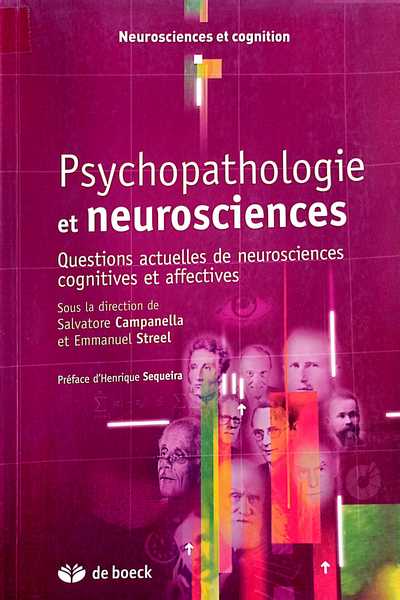 Neurosciences et cognition
Psychopathologie
et neurosciences
Questions actuelles de neurosciences
cognitives et affectives
Sous la direction de
Salvatore Campanella
et Emmanuel Streel
Préface d'Henrique Sequeira
de boeck